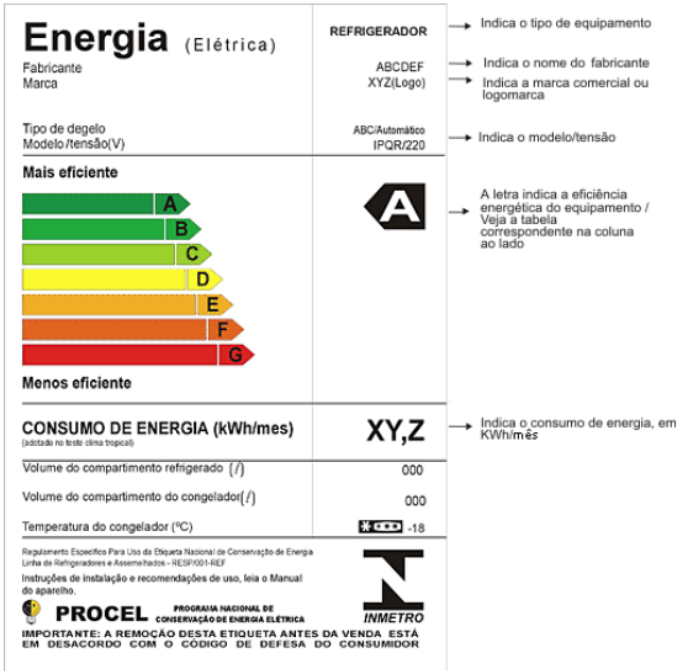 Energia (Elétrica)
REFRIGERADOR
Indica o tipo de equipamento
Fabricante
ABCDEF
Indica o nome do fabricante
Marca
XYZ(Logo)
Indica a marca comercial ou
logomarca
Tipo de degelo
ABC/Automático
Modelo/tensão(V)
IPQR/220
Indica o modelo/tensão
Mais eficiente
A
B
C
D
E
F
G
A
A letra indica a eficiência
energética do equipamento /
Veja a tabela
correspondente na coluna
ao lado
Menos eficiente
CONSUMO DE ENERGIA (kWh/mes)
(adotado no teste clima tropical)
XY,Z
Indica o consumo de energia, em
KWh/mês
Volume do compartimento refrigerado (ℓ)
000
Volume do compartimento do congelador(ℓ)
000
Temperatura do congelador (ºC)
-18
Regulamento Específico Para Uso da Etiqueta Nacional de Conservação de Energia
Linha de Refrigeradores e Assemelhados - RESP/001-REF
Instruções de instalação e recomendações de uso, leia o Manual
do aparelho.
PROCEL
PROGRAMA NACIONAL DE
CONSERVAÇÃO DE ENERGIA ELÉTRICA
INMETRO
IMPORTANTE: A REMOÇÃO DESTA ETIQUETA ANTES DA VENDA ESTÁ
EM DESACORDO COM O CÓDIGO DE DEFESA DO CONSUMIDOR